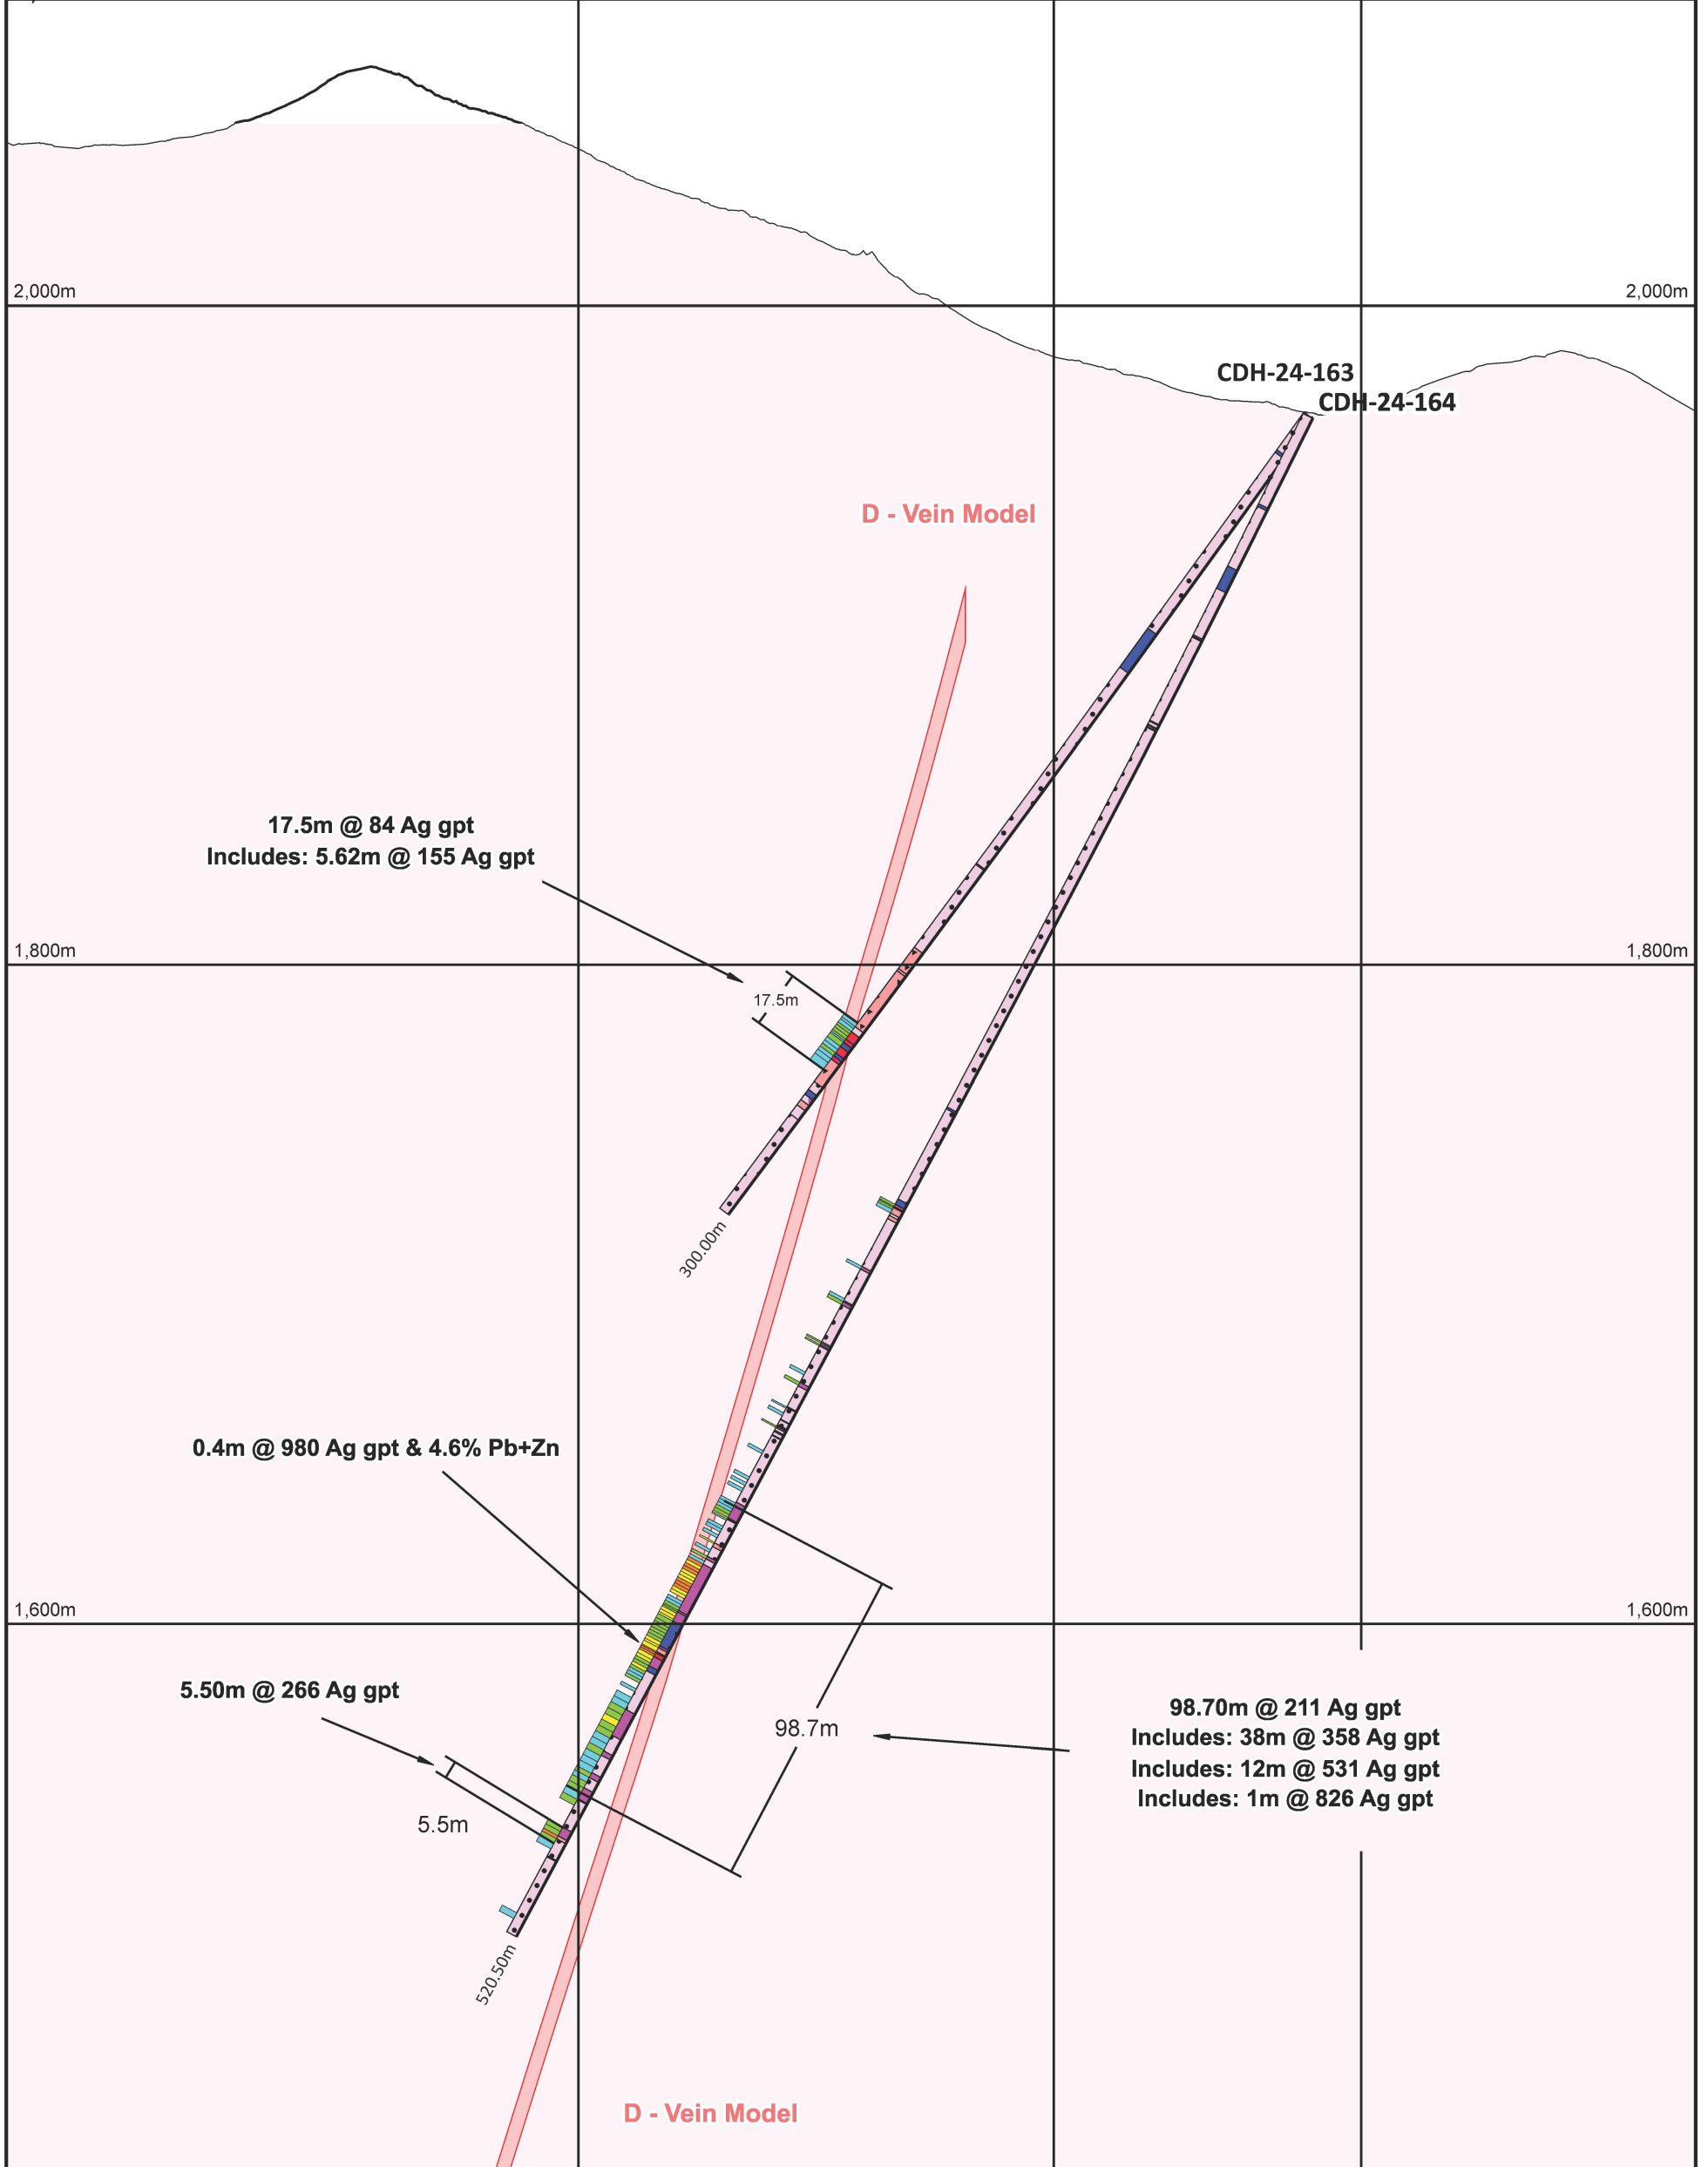 2,000m
2,000m
CDH-24-163
CDH-24-164
D - Vein Model
17.5m @ 84 Ag gpt
Includes: 5.62m @ 155 Ag gpt
1,800m
1,800m
17.5m
300.00m
0.4m @ 980 Ag gpt & 4.6% Pb+Zn
1,600m
1,600m
5.50m @ 266 Ag gpt
98.7m
98.70m @ 211 Ag gpt
Includes: 38m @ 358 Ag gpt
Includes: 12m @ 531 Ag gpt
Includes: 1m @ 826 Ag gpt
5.5m
520.50m
D - Vein Model